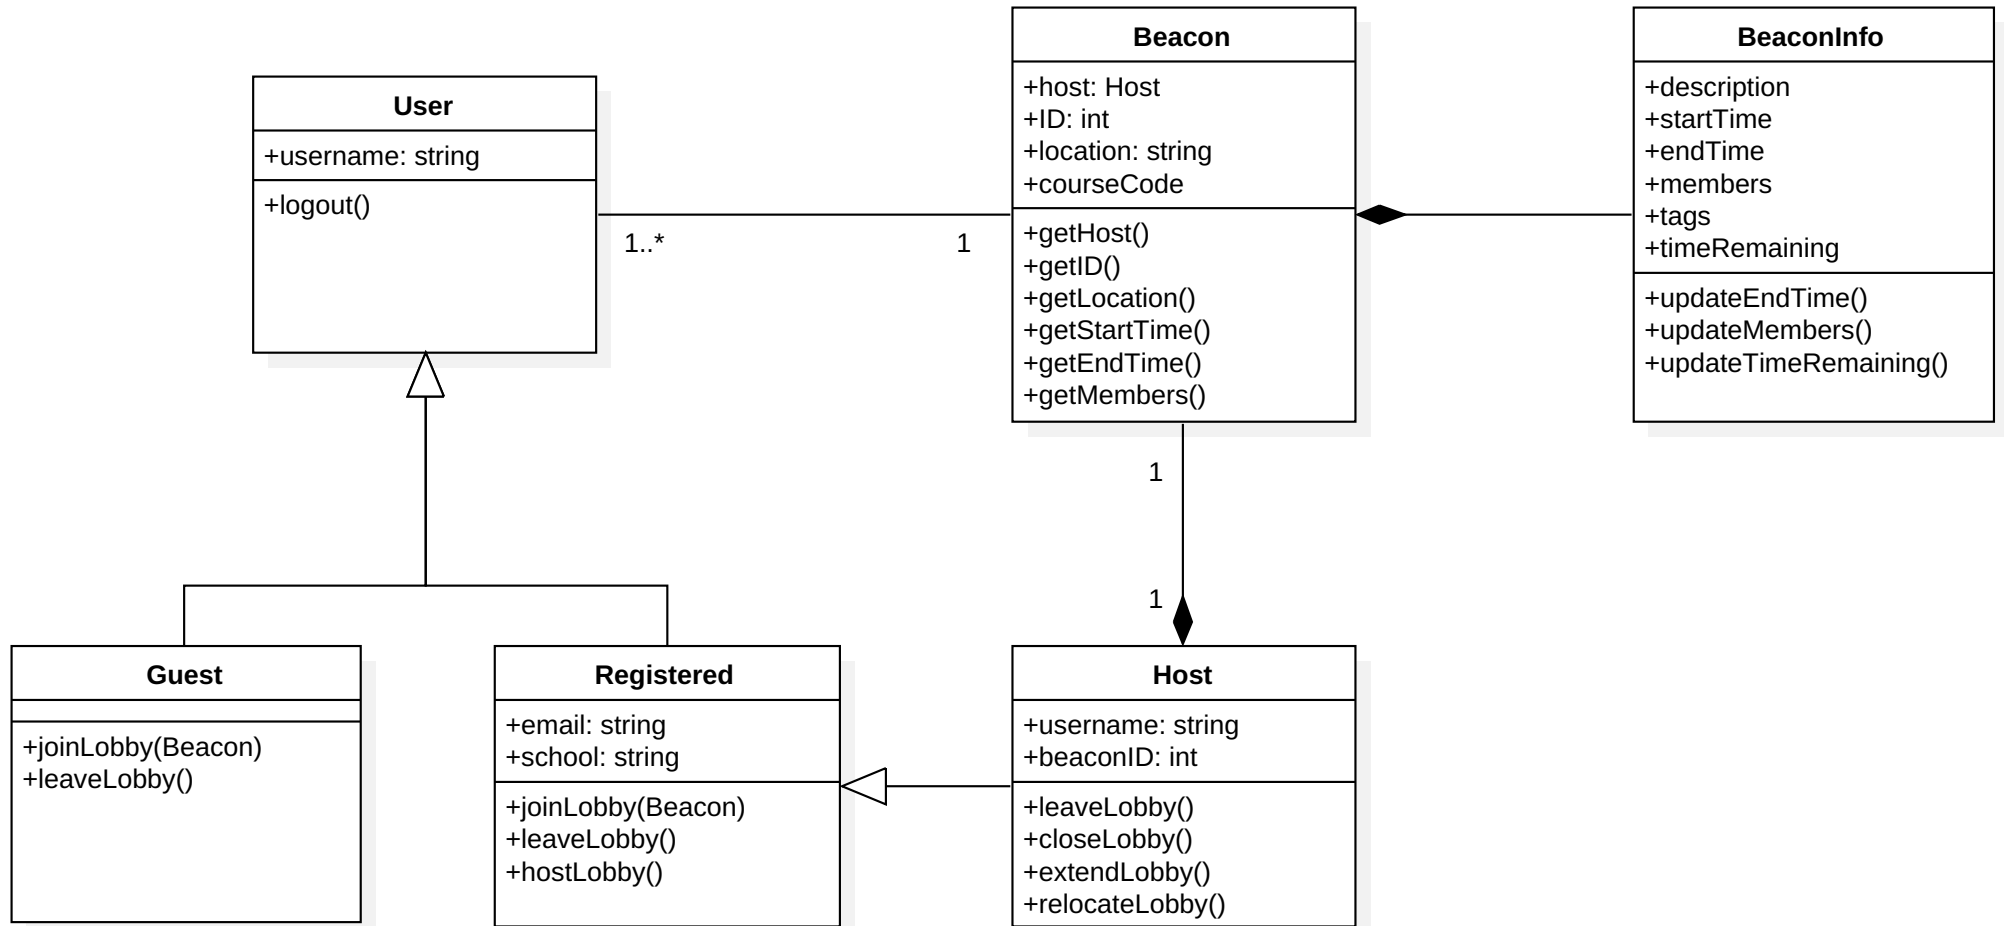 User
+username: string
+logout()
1..*
1
Beacon
+host: Host
+ID: int
+location: string
+courseCode
+getHost()
+getID()
+getLocation()
+getStartTime()
+getEndTime()
+getMembers()
BeaconInfo
+description
+startTime
+endTime
+members
+tags
+timeRemaining
+updateEndTime()
+updateMembers()
+updateTimeRemaining()
1
1
Guest
+joinLobby(Beacon)
+leaveLobby()
Registered
+email: string
+school: string
+joinLobby(Beacon)
+leaveLobby()
+hostLobby()
Host
+username: string
+beaconID: int
+leaveLobby()
+closeLobby()
+extendLobby()
+relocateLobby()